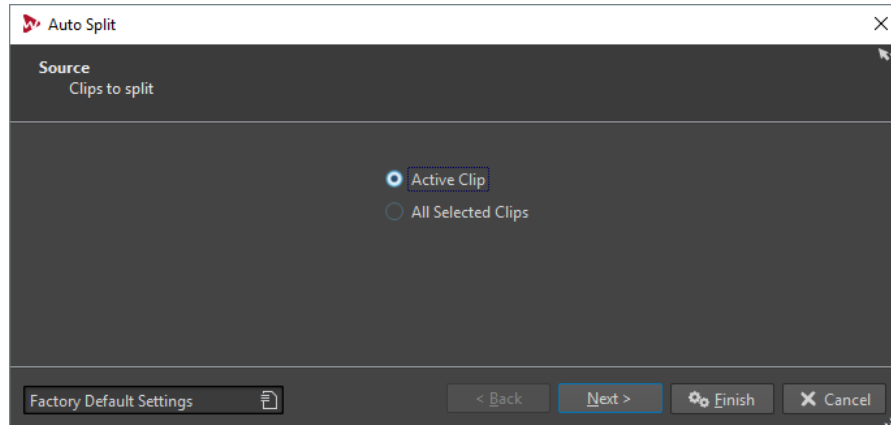 Auto Split
Source
Clips to split
Active Clip
All Selected Clips
Factory Default Settings
< Back
Next >
Finish
Cancel